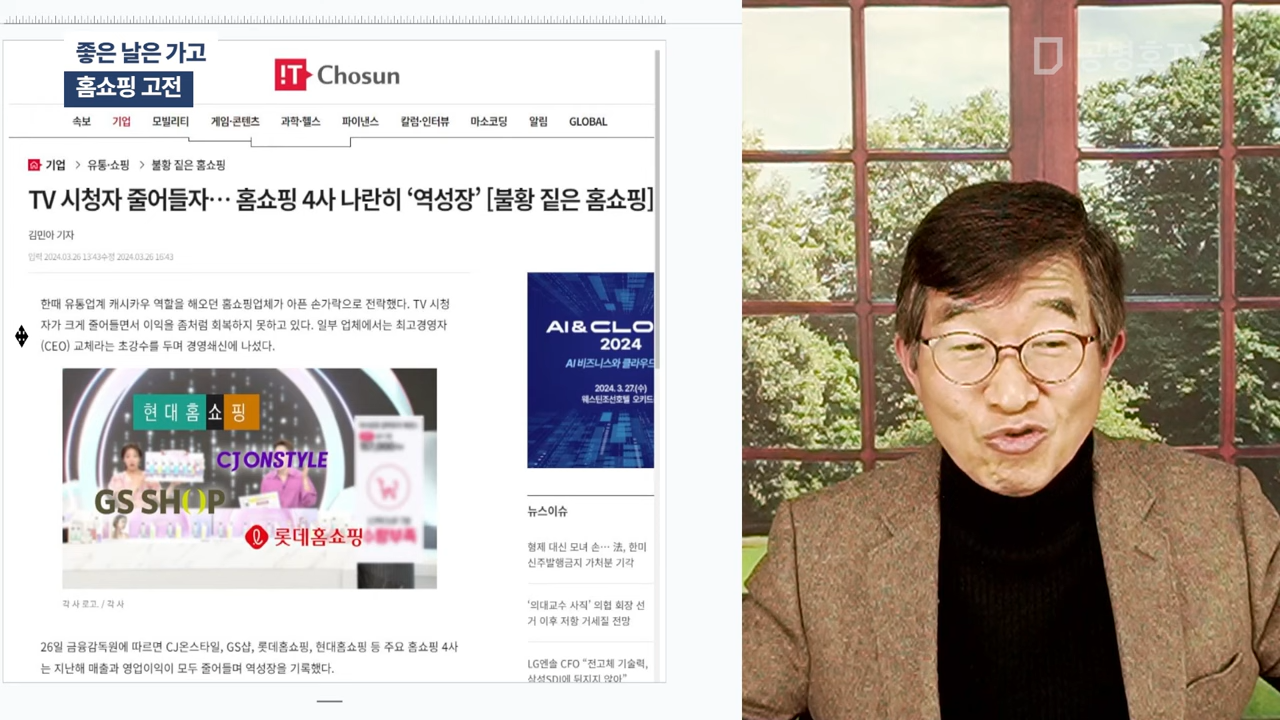 좋은 날은 가고
홈쇼핑 고전
IT Chosun
속보 기업 모빌리티 게임·콘텐츠 과학·헬스 파이낸스 칼럼·인터뷰 마소코딩 알림 GLOBAL
기업 > 유통·쇼핑 > 불황 짙은 홈쇼핑
TV 시청자 줄어들자… 홈쇼핑 4사 나란히 ‘역성장’ [불황 짙은 홈쇼핑]
김민아 기자
입력 2024.03.26 13:43수정 2024.03.26 16:43
한때 유통업계 캐시카우 역할을 해오던 홈쇼핑업체가 아픈 손가락으로 전락했다. TV 시청
자가 크게 줄어들면서 이익을 좀처럼 회복하지 못하고 있다. 일부 업체에서는 최고경영자
(CEO) 교체라는 초강수를 두며 경영쇄신에 나섰다.
현대홈쇼핑
CJ ONSTYLE
GS SHOP
롯데홈쇼핑
각 사 로고. / 각 사
26일 금융감독원에 따르면 CJ온스타일, GS샵, 롯데홈쇼핑, 현대홈쇼핑 등 주요 홈쇼핑 4사
는 지난해 매출과 영업이익이 모두 줄어들며 역성장을 기록했다.
AI & CLO
2024
AI 비즈니스와 클라우드
2024. 3. 27.(수)
웨스틴조선호텔 오키드
뉴스이슈
형제 대신 모녀 손… 法, 한미
신주발행금지 가처분 기각
‘의대교수 사직’ 의협 회장 선
거 이후 저항 거세질 전망
LG엔솔 CFO “전고체 기술력,
삼성SDI에 뒤지지 않아”
공병호TV